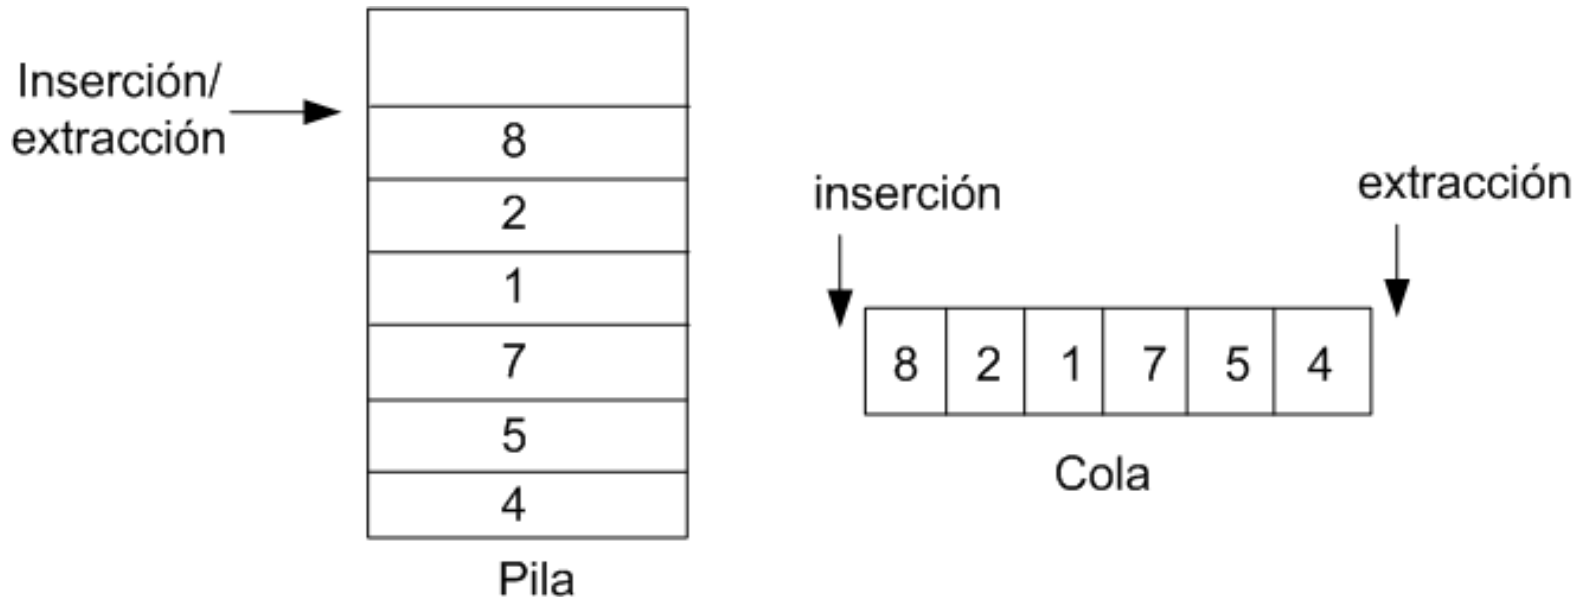 Inserción/
extracción
8
2
1
7
5
4
Pila
inserción
extracción
8 2 1 7 5 4
Cola